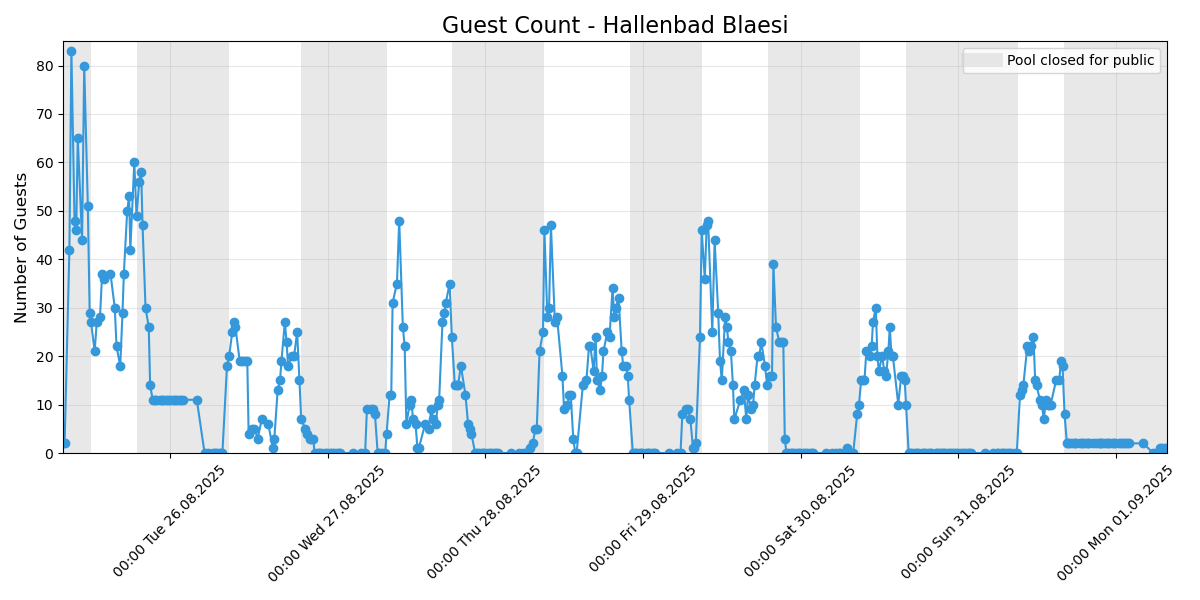 Guest Count - Hallenbad Blaesi
Pool closed for public
Number of Guests
80
70
60
50
40
30
20
10
0
00:00 Tue 26.08.2025
00:00 Wed 27.08.2025
00:00 Thu 28.08.2025
00:00 Fri 29.08.2025
00:00 Sat 30.08.2025
00:00 Sun 31.08.2025
00:00 Mon 01.09.2025